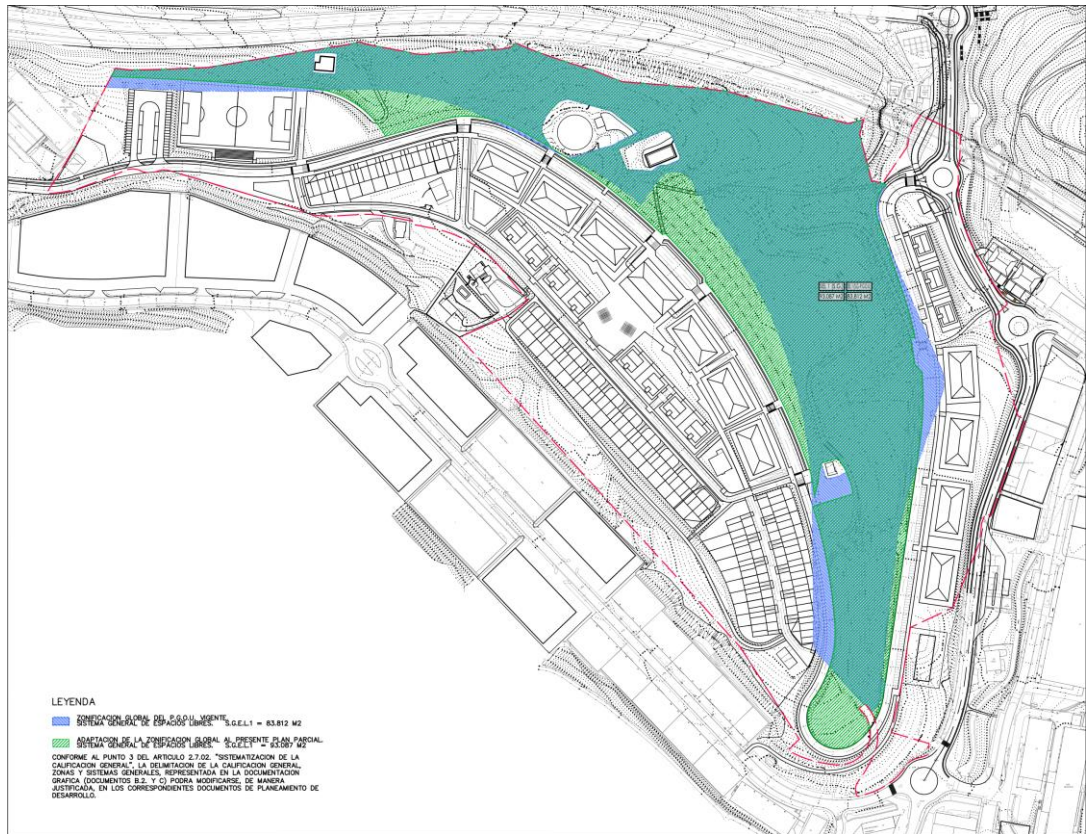 LEYENDA
ZONIFICACION GLOBAL DEL P.G.O.U. VIGENTE
SISTEMA GENERAL DE ESPACIOS LIBRES. S.G.E.L.1 = 83.812 M2
ADAPTACION DE LA ZONIFICACION GLOBAL AL PRESENTE PLAN PARCIAL.
SISTEMA GENERAL DE ESPACIOS LIBRES. S.G.E.L.1 = 93.087 M2
CONFORME AL PUNTO 3 DEL ARTICULO 2.7.02. "SISTEMATIZACION DE LA
CALIFICACION GENERAL", LA DELIMITACION DE LA CALIFICACION GENERAL,
ZONAS Y SISTEMAS GENERALES, REPRESENTADA EN LA DOCUMENTACION
GRAFICA (DOCUMENTOS B.2. Y C) PODRA MODIFICARSE, DE MANERA
JUSTIFICADA, EN LOS CORRESPONDIENTES DOCUMENTOS DE PLANEAMIENTO DE
DESARROLLO.